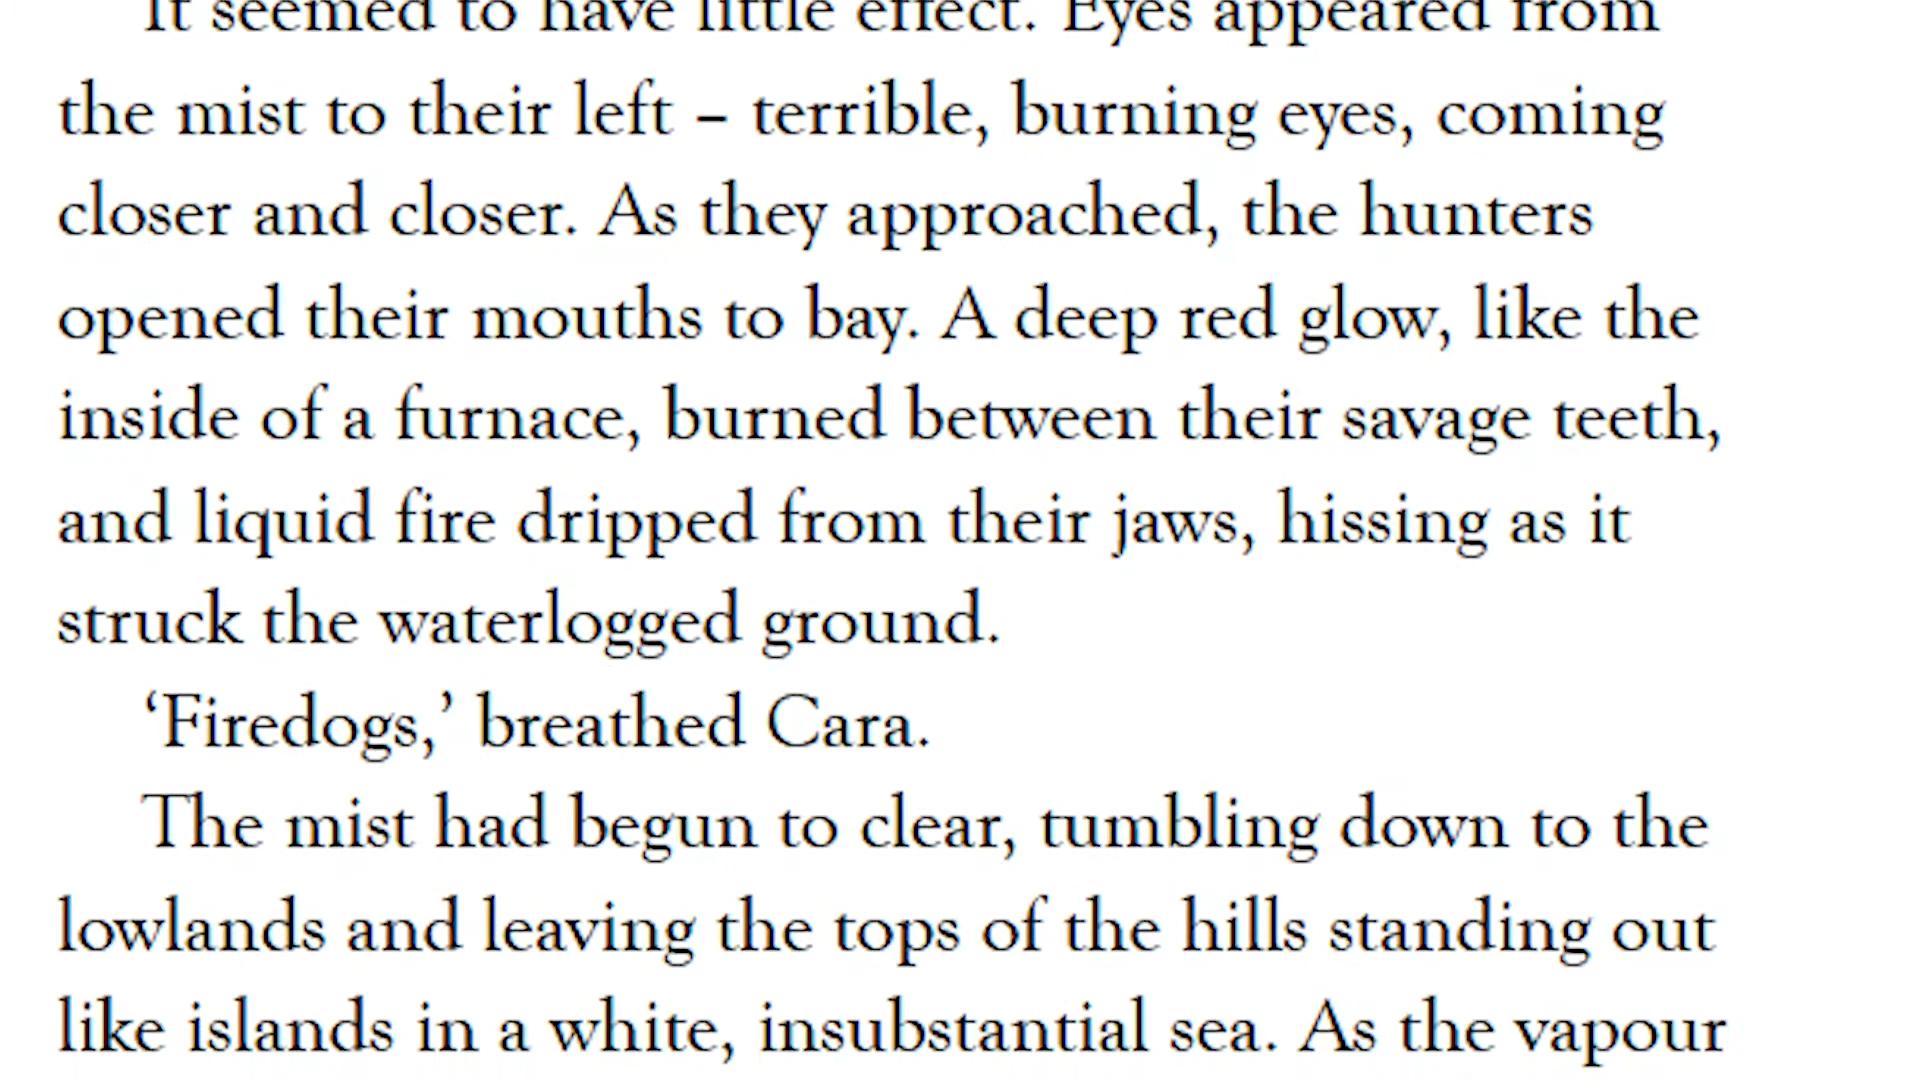 It seemed to have little effect. Eyes appeared from
the mist to their left – terrible, burning eyes, coming
closer and closer. As they approached, the hunters
opened their mouths to bay. A deep red glow, like the
inside of a furnace, burned between their savage teeth,
and liquid fire dripped from their jaws, hissing as it
struck the waterlogged ground.
‘Firedogs,’ breathed Cara.
The mist had begun to clear, tumbling down to the
lowlands and leaving the tops of the hills standing out
like islands in a white, insubstantial sea. As the vapour